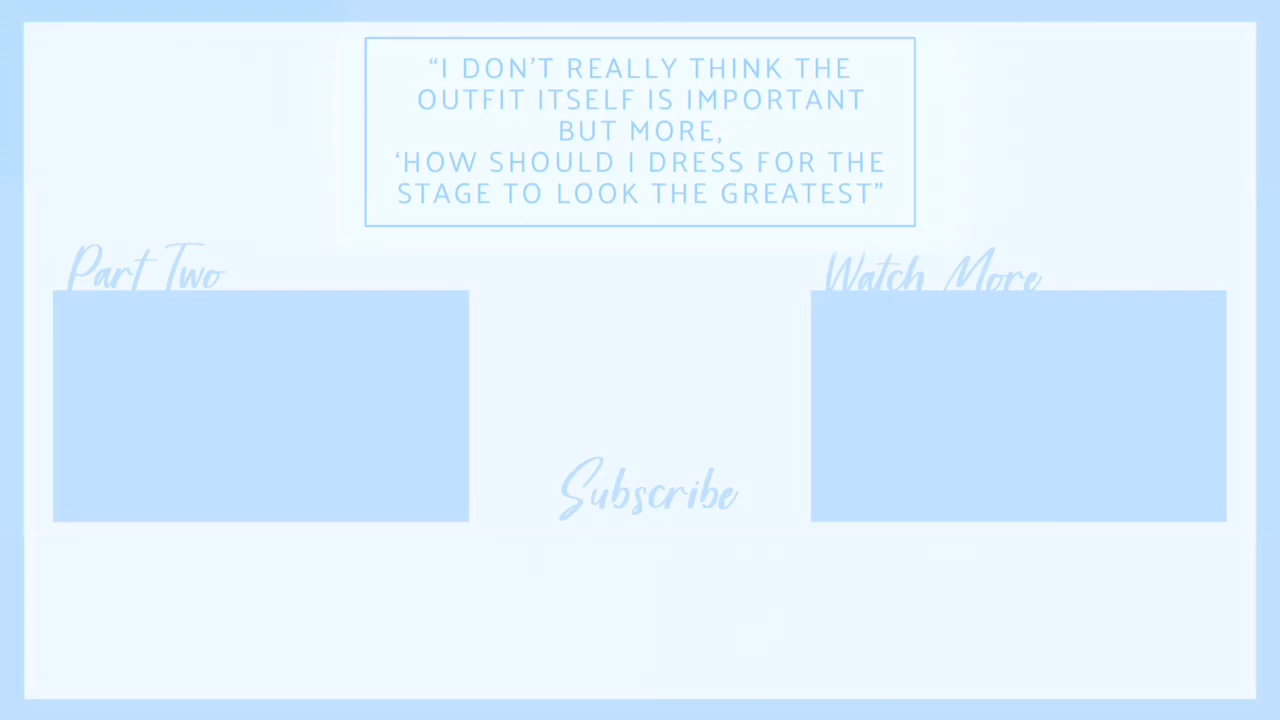 “I DON’T REALLY THINK THE
OUTFIT ITSELF IS IMPORTANT
BUT MORE,
‘HOW SHOULD I DRESS FOR THE
STAGE TO LOOK THE GREATEST”
Part Two
Watch More
Subscribe